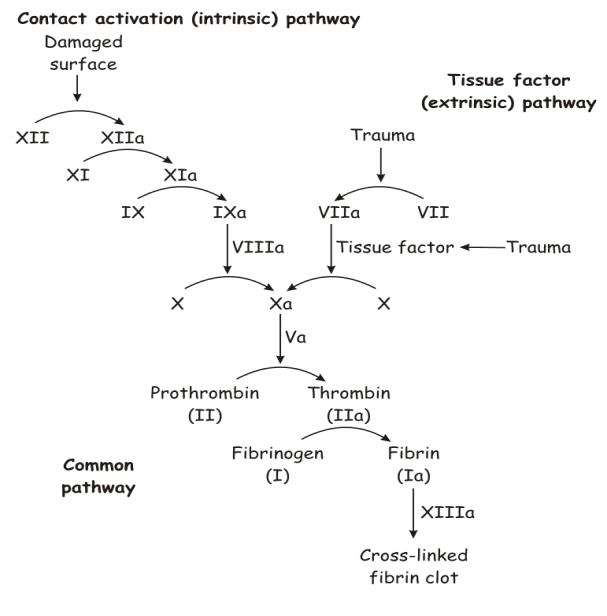 Contact activation (intrinsic) pathway
Damaged
surface
Tissue factor
(extrinsic) pathway
Trauma
XII
XIIa
XI
XIa
IX
IXa
VIIa
VII
VIIIa
Tissue factor
Trauma
X
Xa
X
Va
Prothrombin
(II)
Thrombin
(IIa)
Fibrinogen
(I)
Fibrin
(Ia)
Common
pathway
XIIIa
Cross-linked
fibrin clot